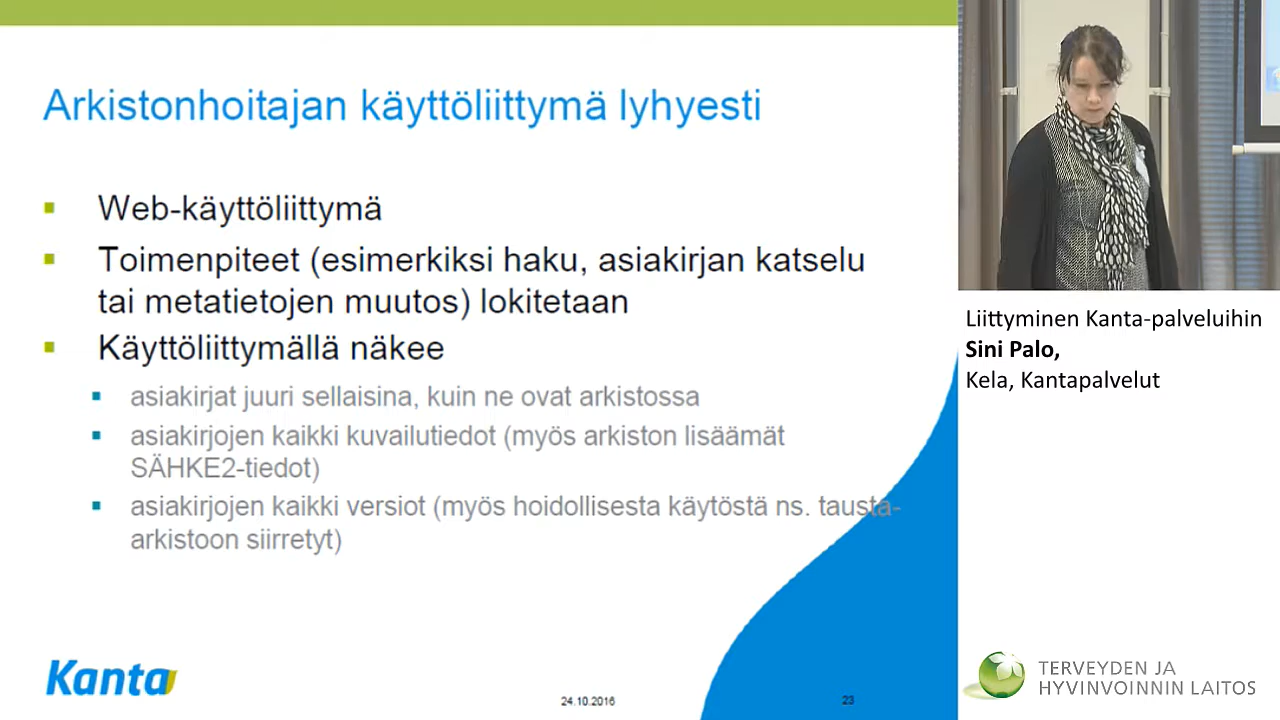 Arkistonhoitajan käyttöliittymä lyhyesti
Web-käyttöliittymä
Toimenpiteet (esimerkiksi haku, asiakirjan katselu
tai metatietojen muutos) lokitetaan
Käyttöliittymällä näkee
asiakirjat juuri sellaisina, kuin ne ovat arkistossa
asiakirjojen kaikki kuvailutiedot (myös arkiston lisäämät
SÄHKE2-tiedot)
asiakirjojen kaikki versiot (myös hoidollisesta käytöstä ns. tausta-
arkistoon siirretyt)
Kanta
24.10.2016
23
Liittyminen Kanta-palveluihin
Sini Palo,
Kela, Kantapalvelut
TERVEYDEN JA
HYVINVOINNIN LAITOS